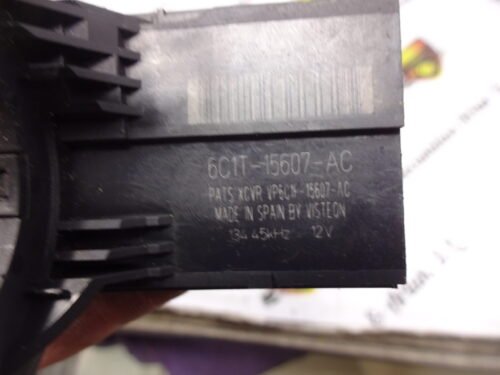 6C1T-15607-AC
PATS XCVR VP6C1F-15607-AC
MADE IN SPAIN BY VISTEON
134.45kHz 12V